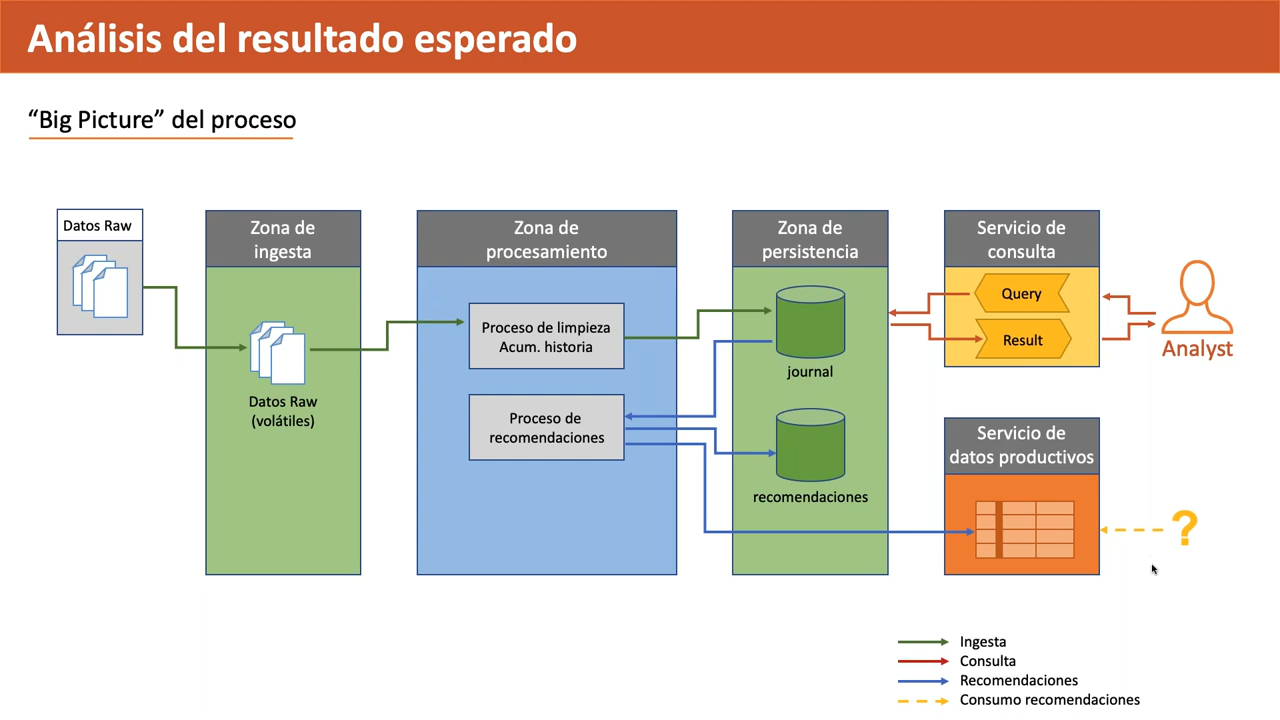 Análisis del resultado esperado
“Big Picture” del proceso
Datos Raw
Zona de
ingesta
Datos Raw
(volátiles)
Zona de
procesamiento
Proceso de limpieza
Acum. historia
Proceso de
recomendaciones
Zona de
persistencia
journal
recomendaciones
Servicio de
consulta
Query
Result
Analyst
Servicio de
datos productivos
?
Ingesta
Consulta
Recomendaciones
Consumo recomendaciones